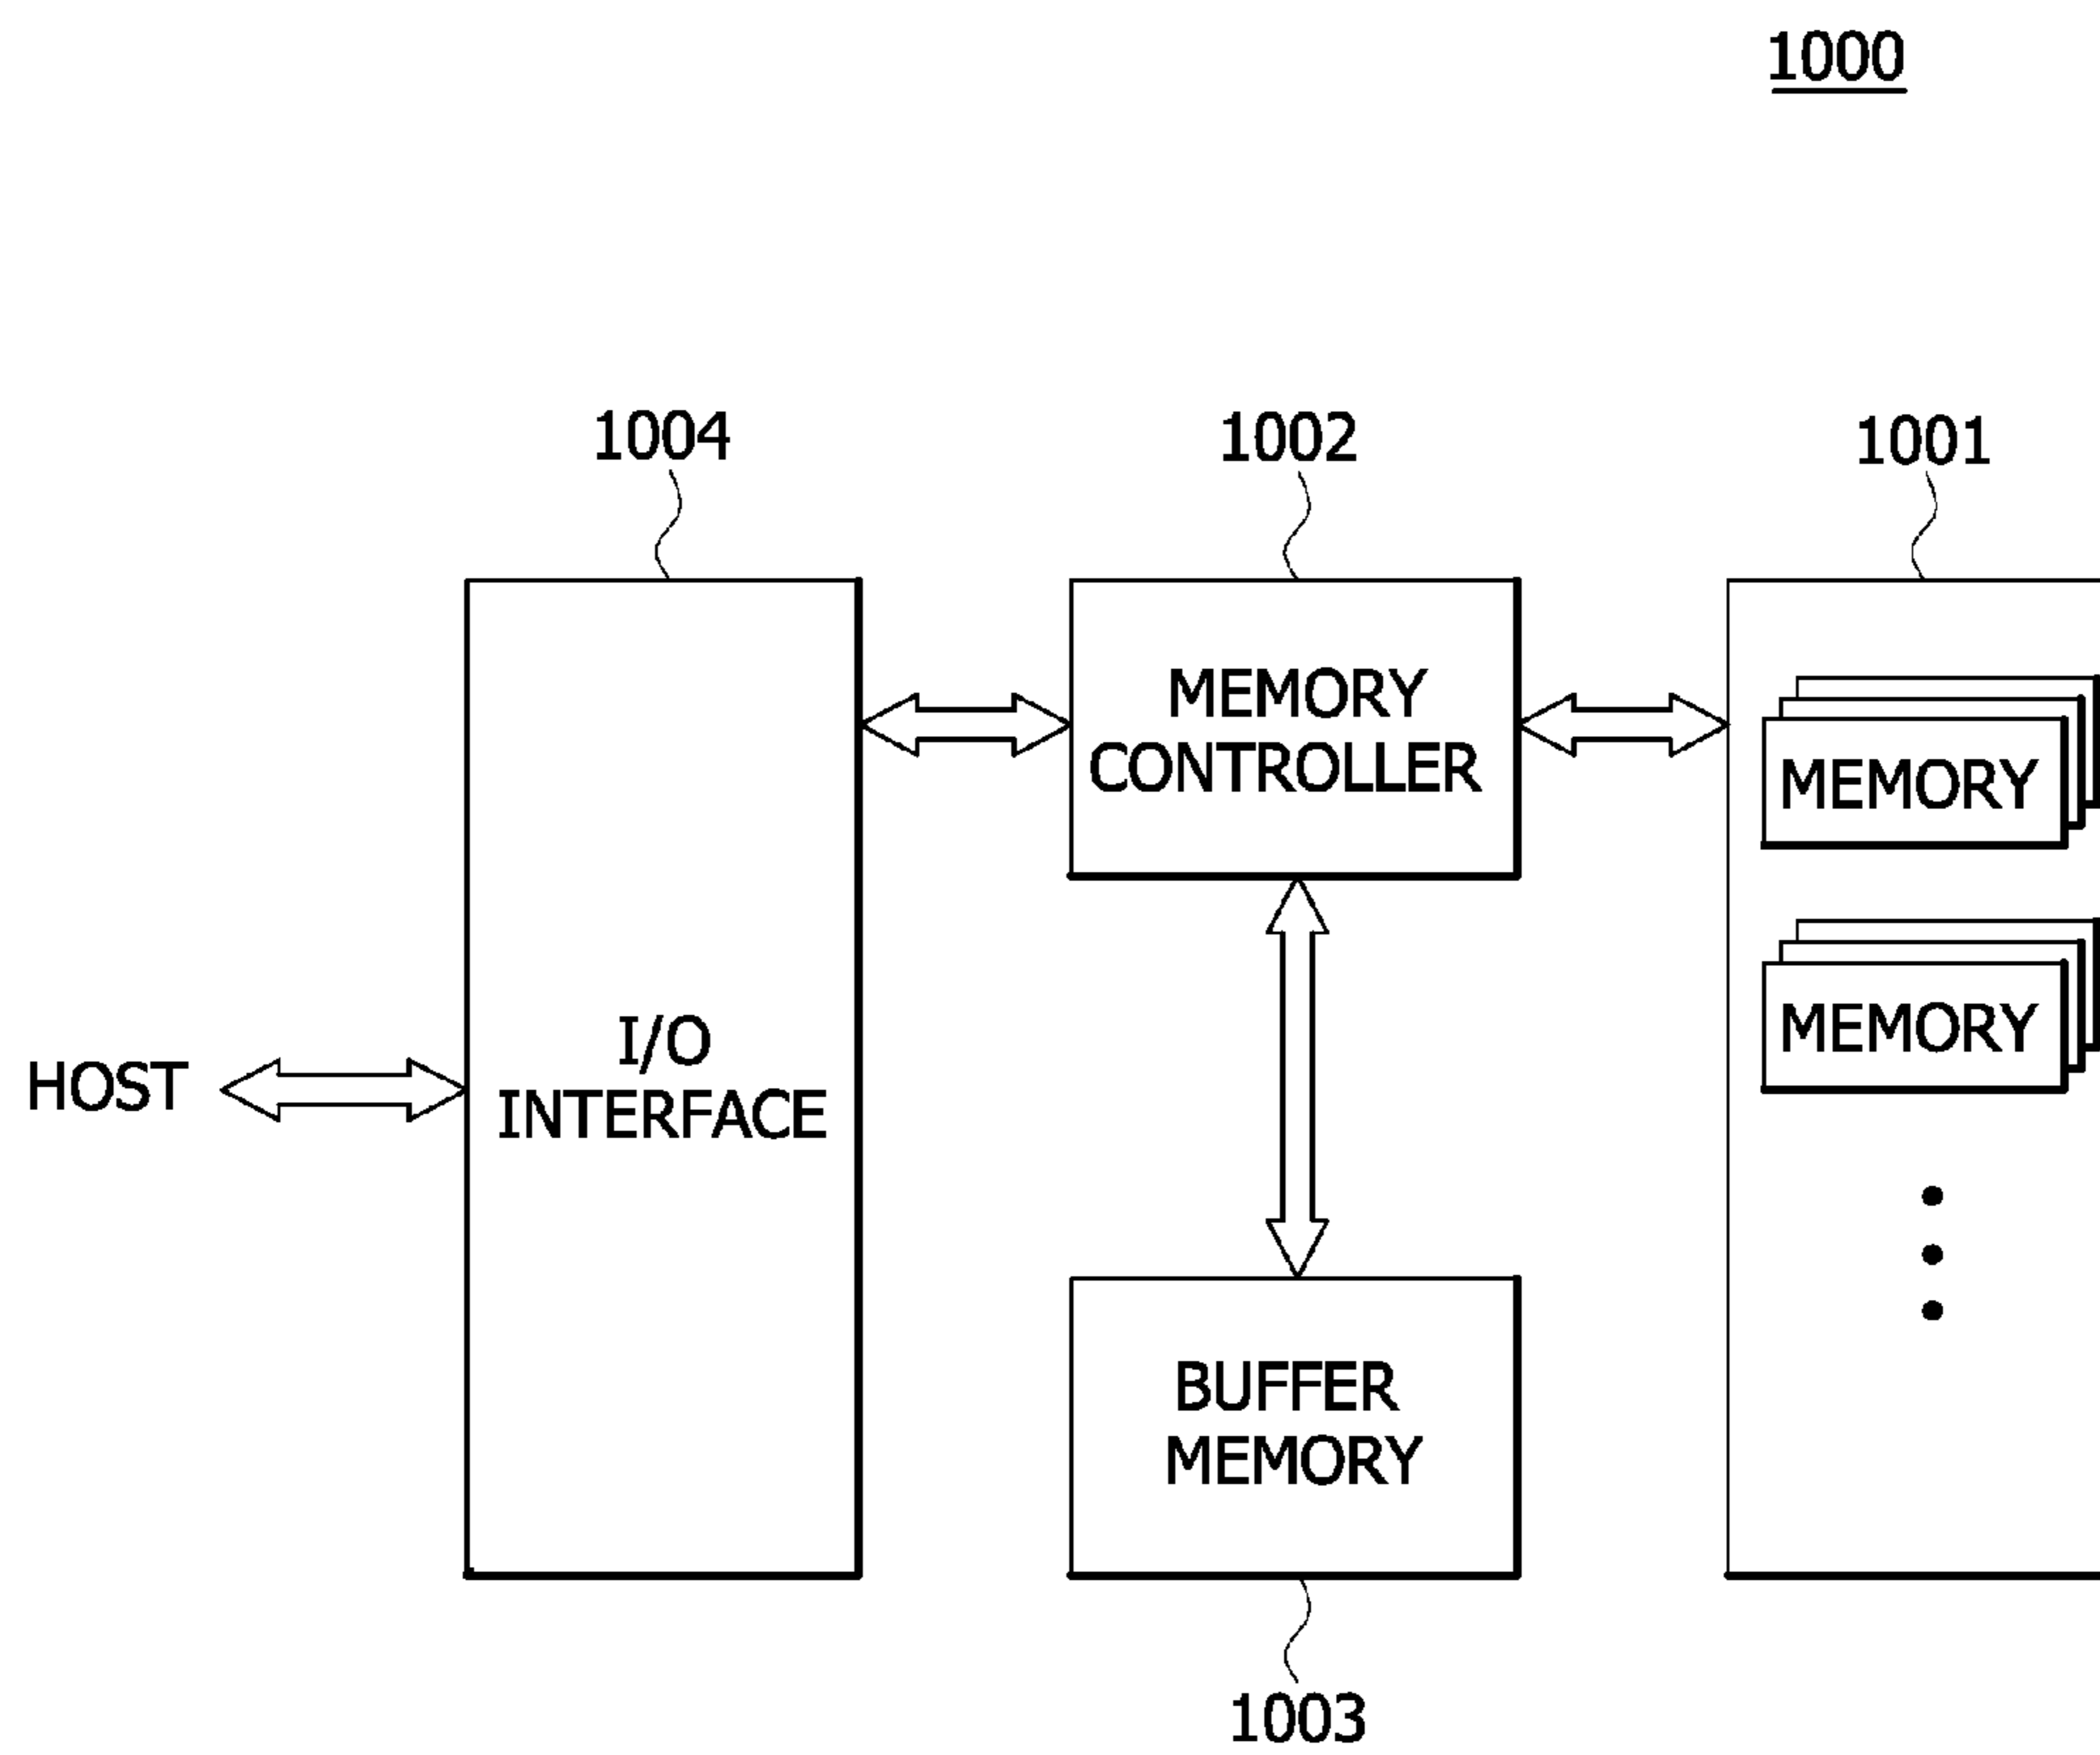 1000
1004
1002
1001
MEMORY
CONTROLLER
MEMORY
MEMORY
HOST
I/O
INTERFACE
BUFFER
MEMORY
1003